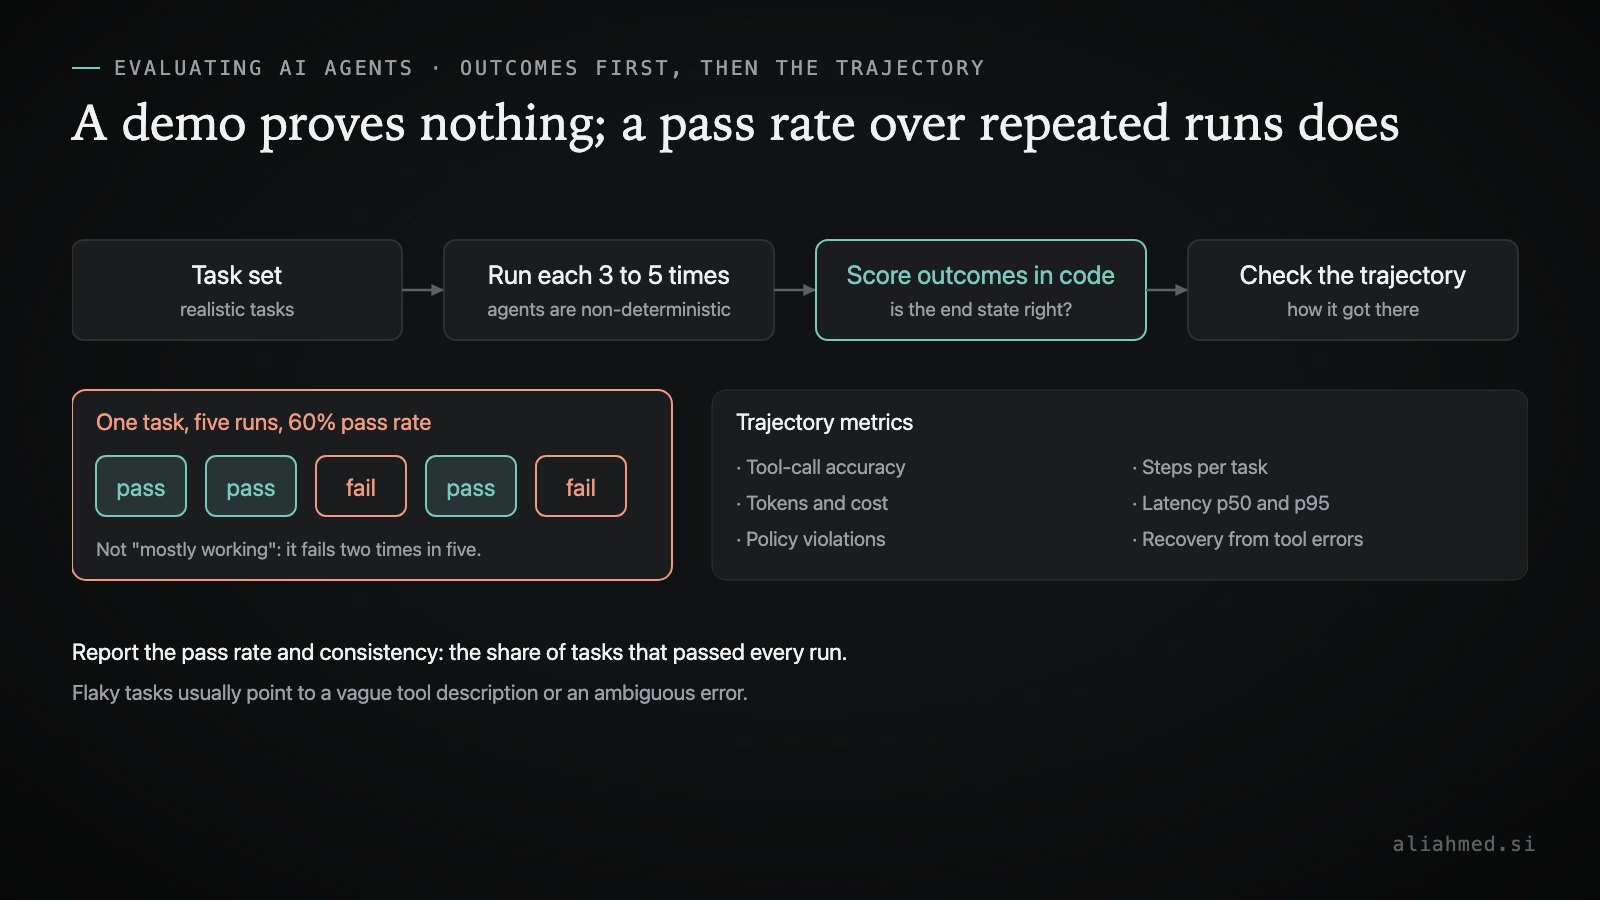 EVALUATING AI AGENTS · OUTCOMES FIRST, THEN THE TRAJECTORY
A demo proves nothing; a pass rate over repeated runs does
Task set
realistic tasks
Run each 3 to 5 times
agents are non-deterministic
Score outcomes in code
is the end state right?
Check the trajectory
how it got there
One task, five runs, 60% pass rate
pass
pass
fail
pass
fail
Not "mostly working": it fails two times in five.
Trajectory metrics
· Tool-call accuracy
· Tokens and cost
· Policy violations
· Steps per task
· Latency p50 and p95
· Recovery from tool errors
Report the pass rate and consistency: the share of tasks that passed every run.
Flaky tasks usually point to a vague tool description or an ambiguous error.
aliahmed.si